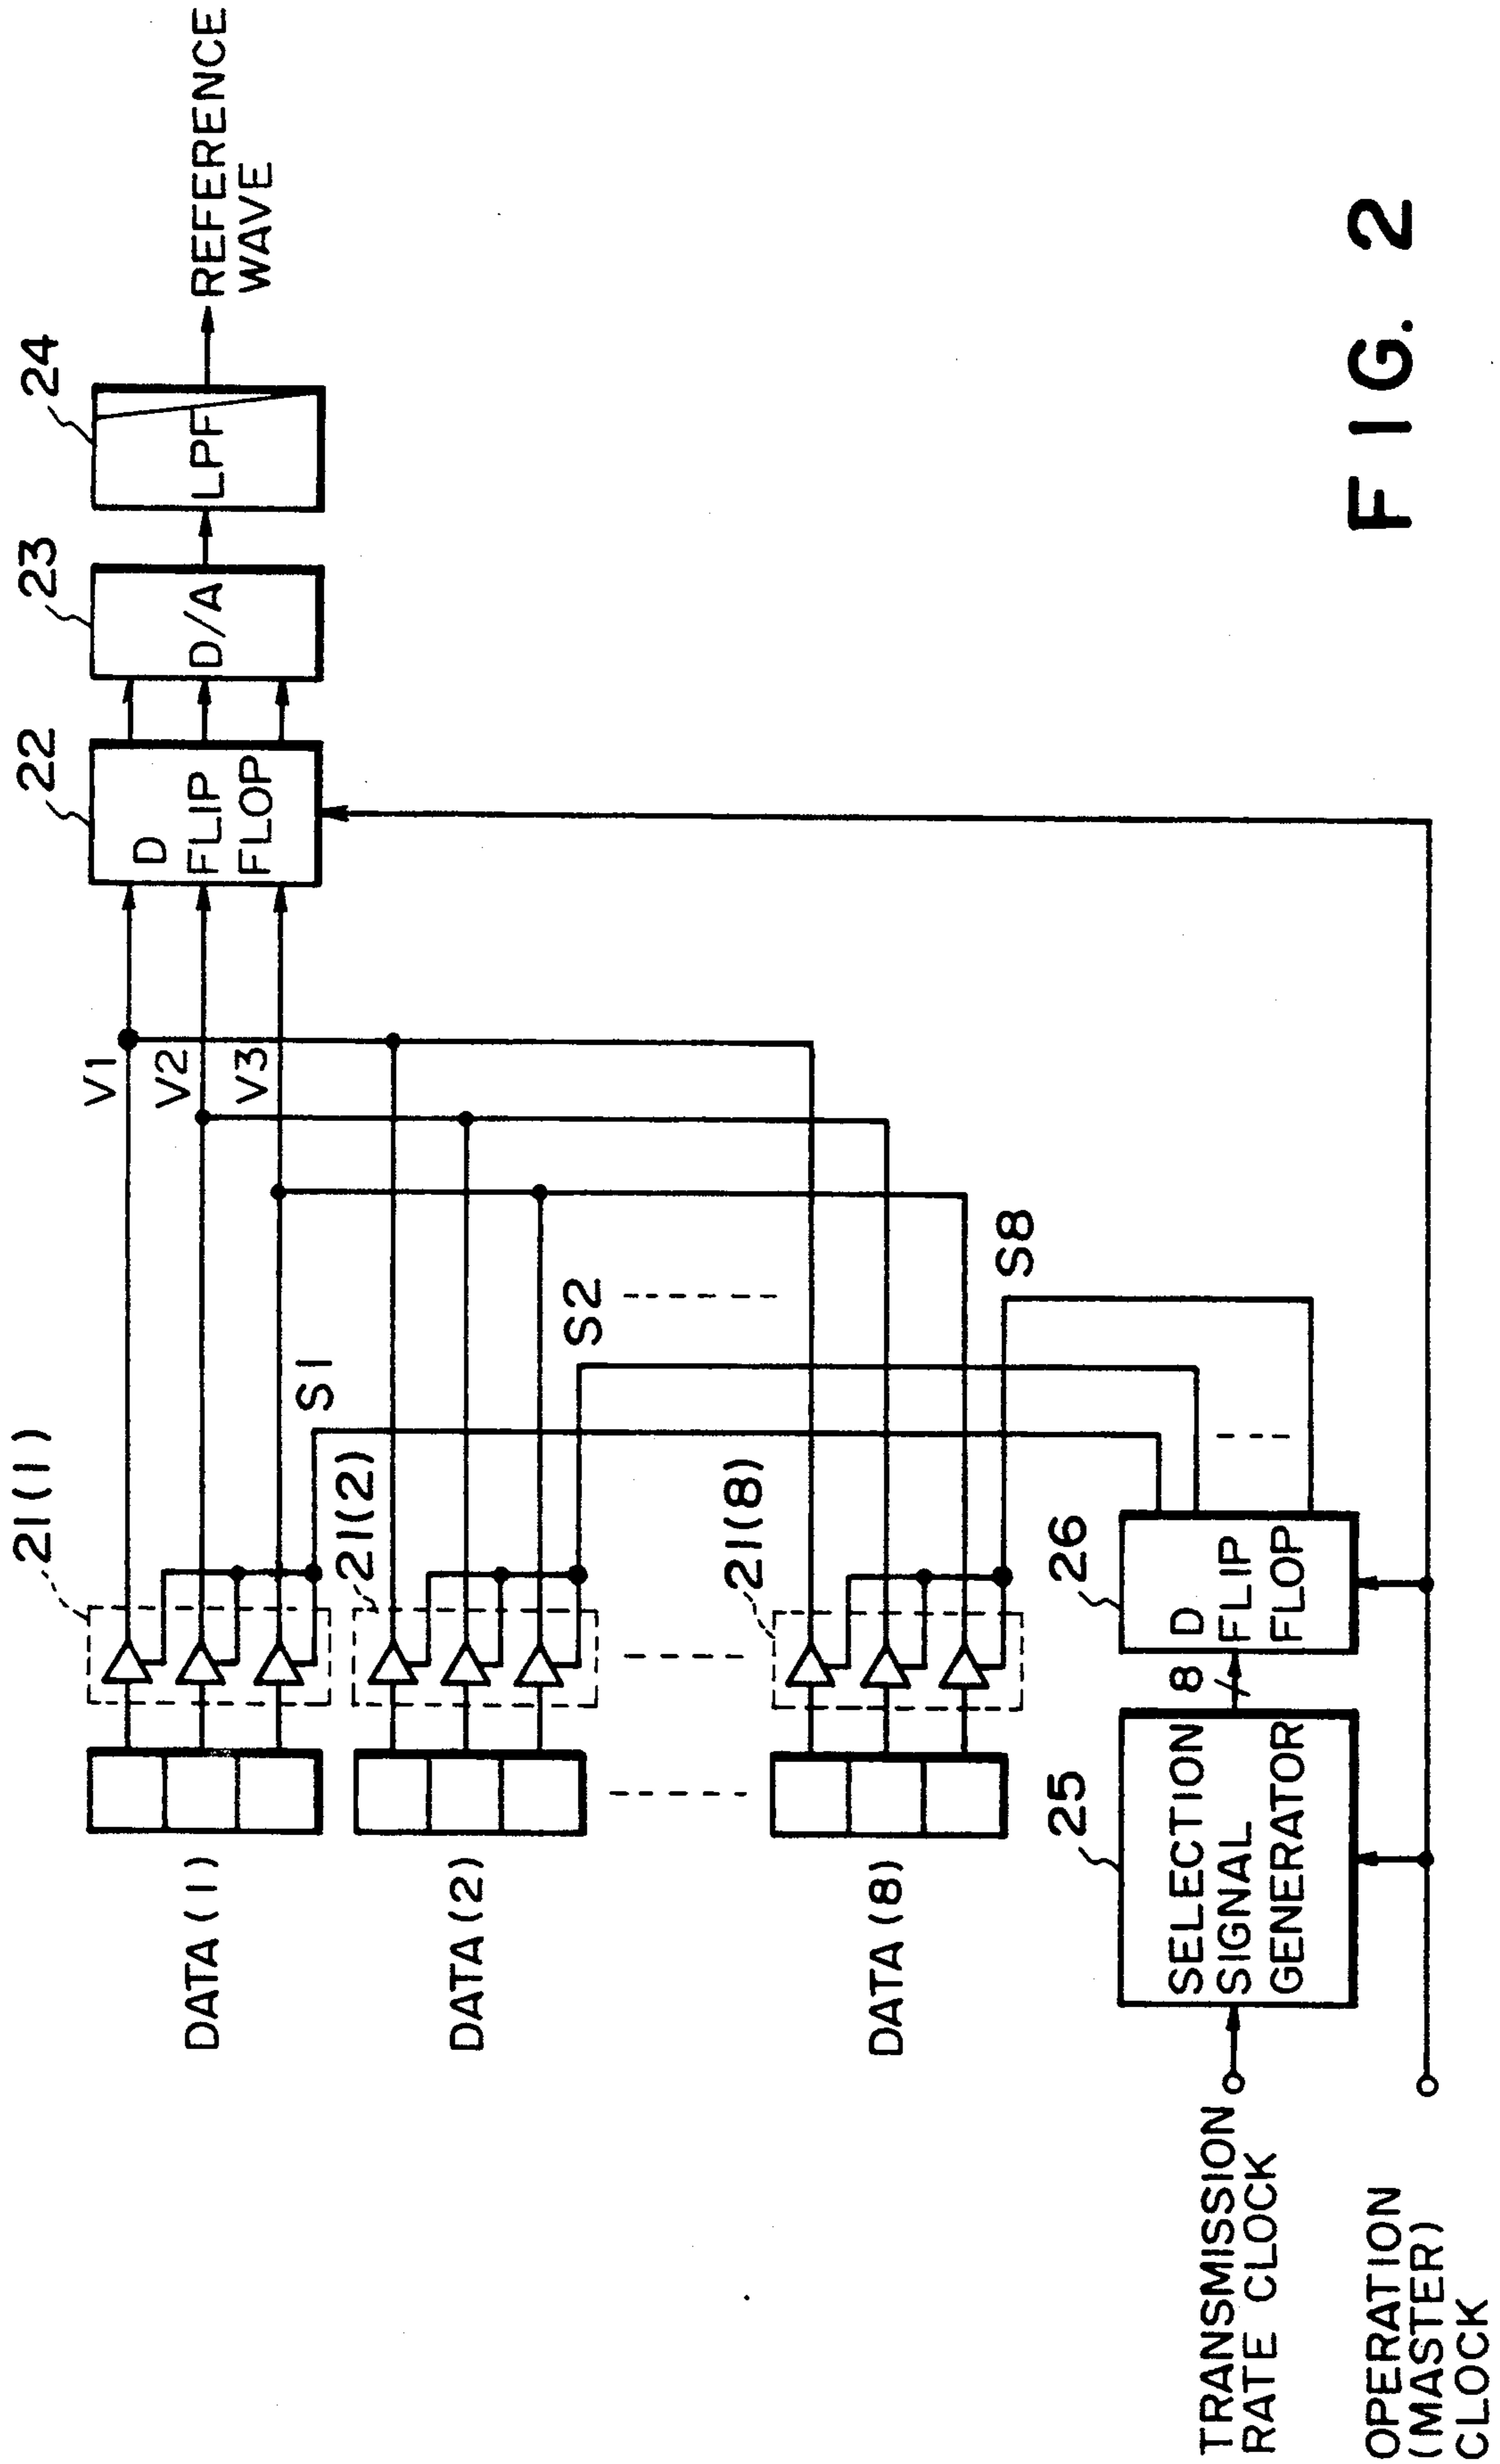 21(1)
22
23
24
DATA(1)
V1
V2
V3
D
FLIP
FLOP
D/A
LPF
REFERENCE
WAVE
S1
21(2)
DATA(2)
S2
21(8)
DATA(8)
S8
25
26
TRANSMISSION
RATE CLOCK
SELECTION
SIGNAL
GENERATOR
8
D
FLIP
FLOP
OPERATION
(MASTER)
CLOCK
FIG. 2